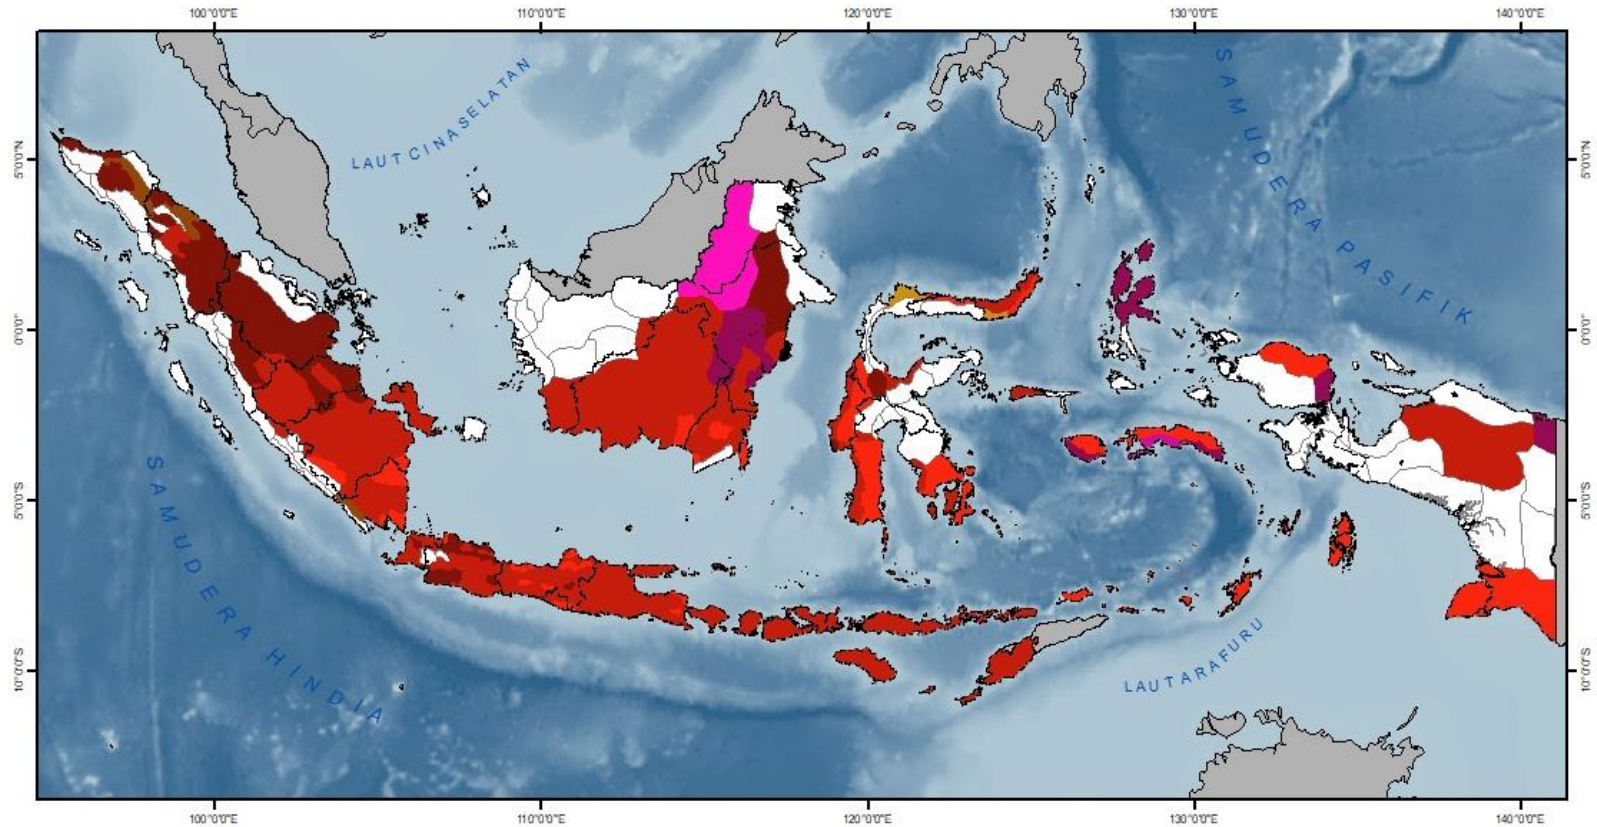 100°0'0"E
110°0'0"E
120°0'0"E
130°0'0"E
140°0'0"E
5°0'0"N
0°0'0"
5°0'0"S
10°0'0"S
LAUT CINA SELATAN
SAMUDERA PASIFIK
SAMUDERA HINDIA
LAUT ARAFURU
5°0'0"N
0°0'0"
5°0'0"S
10°0'0"S
100°0'0"E
110°0'0"E
120°0'0"E
130°0'0"E
140°0'0"E